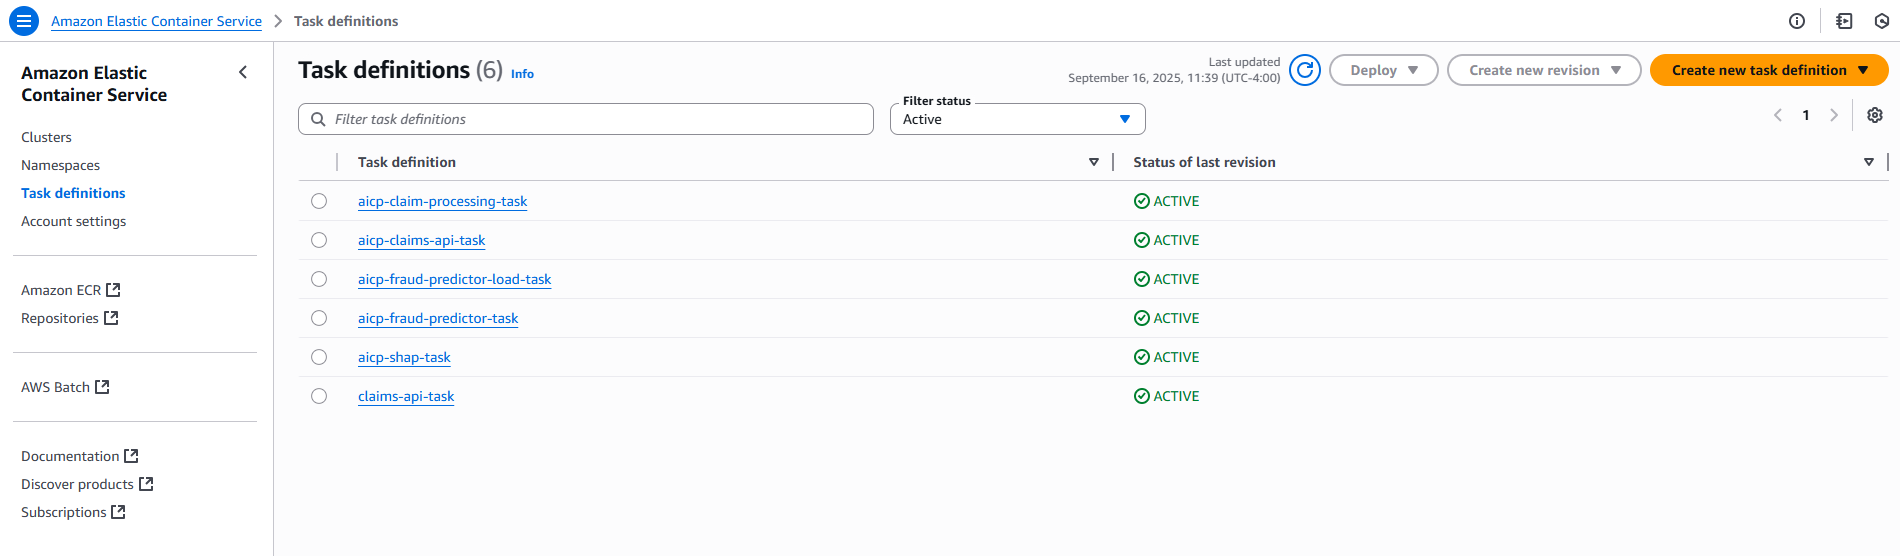 Amazon Elastic Container Service > Task definitions
Amazon Elastic
Container Service
Clusters
Namespaces
Task definitions
Account settings
Amazon ECR
Repositories
AWS Batch
Documentation
Discover products
Subscriptions
Task definitions (6) Info
Last updated
September 16, 2025, 11:39 (UTC-4:00)
Deploy
Create new revision
Create new task definition
Filter task definitions
Filter status
Active
1
Task definition Status of last revision
aicp-claim-processing-task ACTIVE
aicp-claims-api-task ACTIVE
aicp-fraud-predictor-load-task ACTIVE
aicp-fraud-predictor-task ACTIVE
aicp-shap-task ACTIVE
claims-api-task ACTIVE